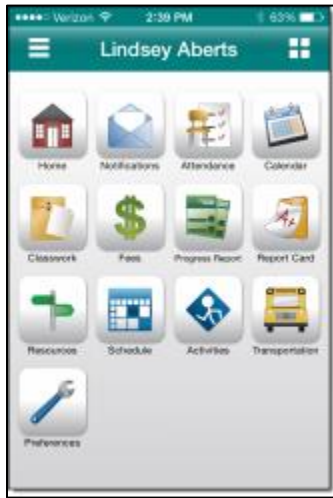 Verizon 2:39 PM 63%
Lindsey Aberts
Home Notifications Attendance Calendar
Classwork Fees Progress Report Report Card
A+
Resources Schedule Activities Transportation
Preferences